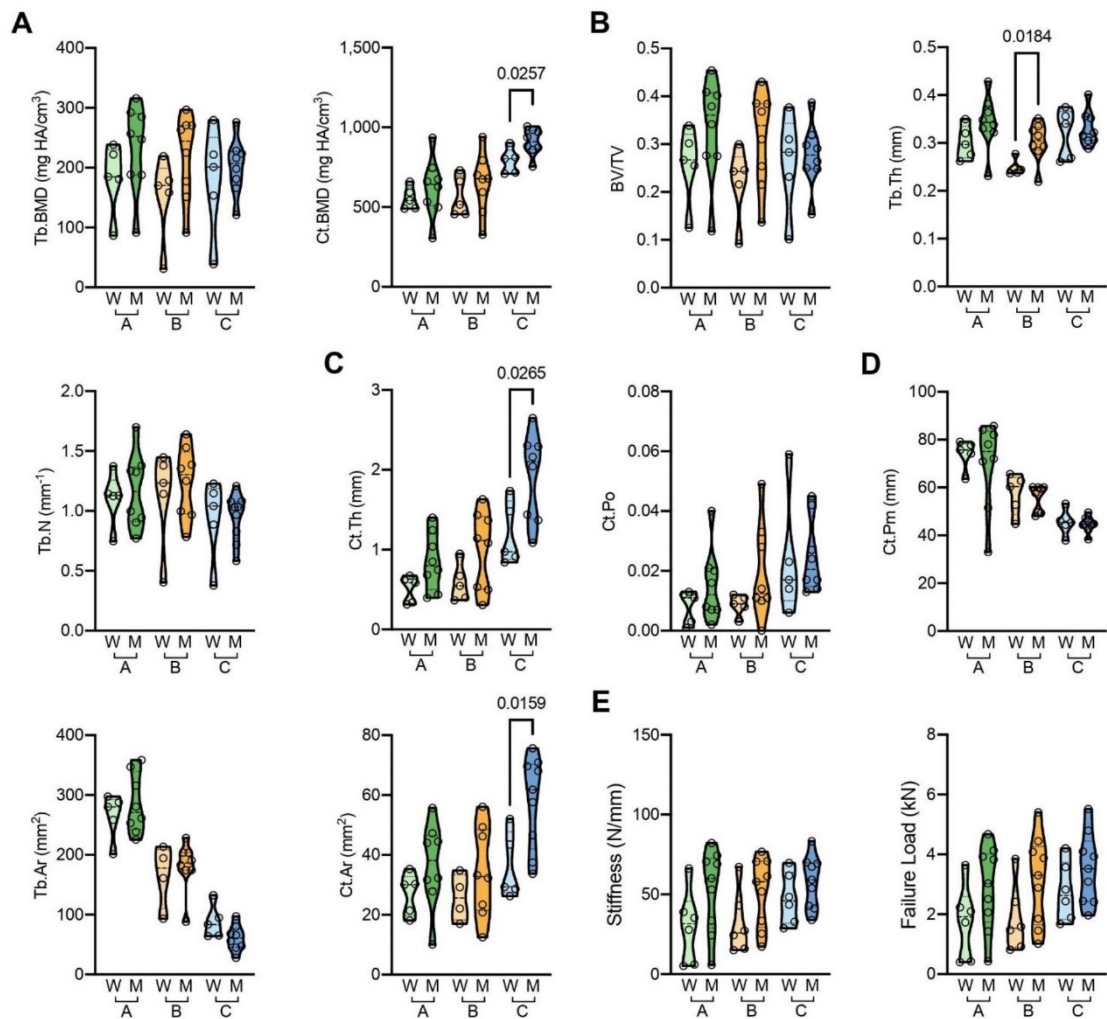 A
B
Tb.BMD (mg HA/cm³)
400
300
200
100
0
W M W M W M
A B C
Ct.BMD (mg HA/cm³)
1,500
1,000
500
0
0.0257
W M W M W M
A B C
BV/TV
0.5
0.4
0.3
0.2
0.1
0.0
W M W M W M
A B C
Tb.Th (mm)
0.5
0.4
0.3
0.2
0.1
0.0
0.0184
W M W M W M
A B C
C
D
Tb.N (mm⁻¹)
2.0
1.5
1.0
0.5
0.0
W M W M W M
A B C
Ct.Th (mm)
3
2
1
0
0.0265
W M W M W M
A B C
Ct.Po
0.08
0.06
0.04
0.02
0.00
W M W M W M
A B C
Ct.Pm (mm)
100
80
60
40
20
0
W M W M W M
A B C
E
Tb.Ar (mm²)
400
300
200
100
0
W M W M W M
A B C
Ct.Ar (mm²)
80
60
40
20
0
0.0159
W M W M W M
A B C
Stiffness (N/mm)
150
100
50
0
W M W M W M
A B C
Failure Load (kN)
8
6
4
2
0
W M W M W M
A B C